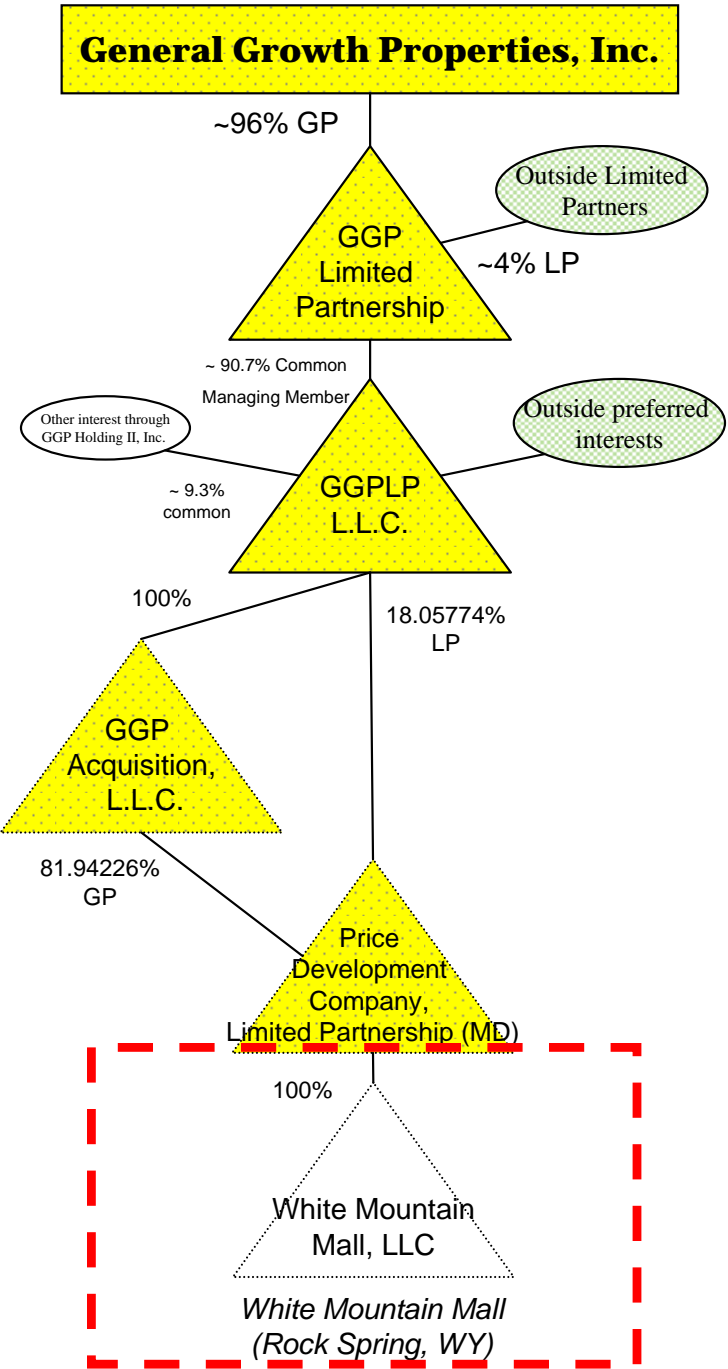 General Growth Properties, Inc.
~96% GP
Outside Limited
Partners
GGP
Limited
Partnership
~4% LP
~ 90.7% Common
Managing Member
Other interest through
GGP Holding II, Inc.
Outside preferred
interests
~ 9.3%
common
GGPLP
L.L.C.
100%
18.05774%
LP
GGP
Acquisition,
L.L.C.
81.94226%
GP
Price
Development
Company,
Limited Partnership (MD)
100%
White Mountain
Mall, LLC
White Mountain Mall
(Rock Spring, WY)